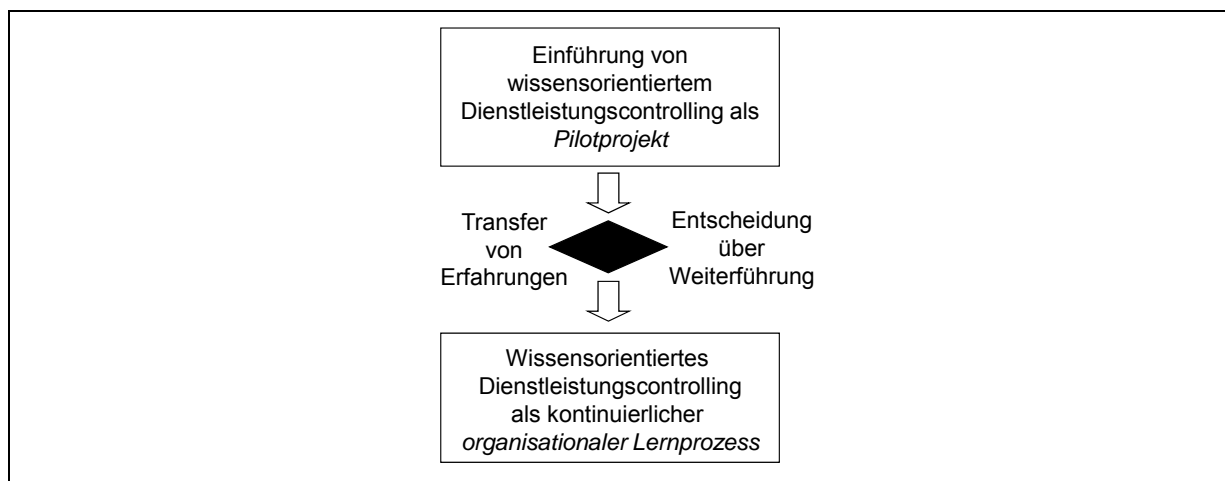 Einführung von
wissensorientiertem
Dienstleistungscontrolling als
Pilotprojekt
Transfer
von
Erfahrungen
Entscheidung
über
Weiterführung
Wissensorientiertes
Dienstleistungscontrolling
als kontinuierlicher
organisationaler Lernprozess